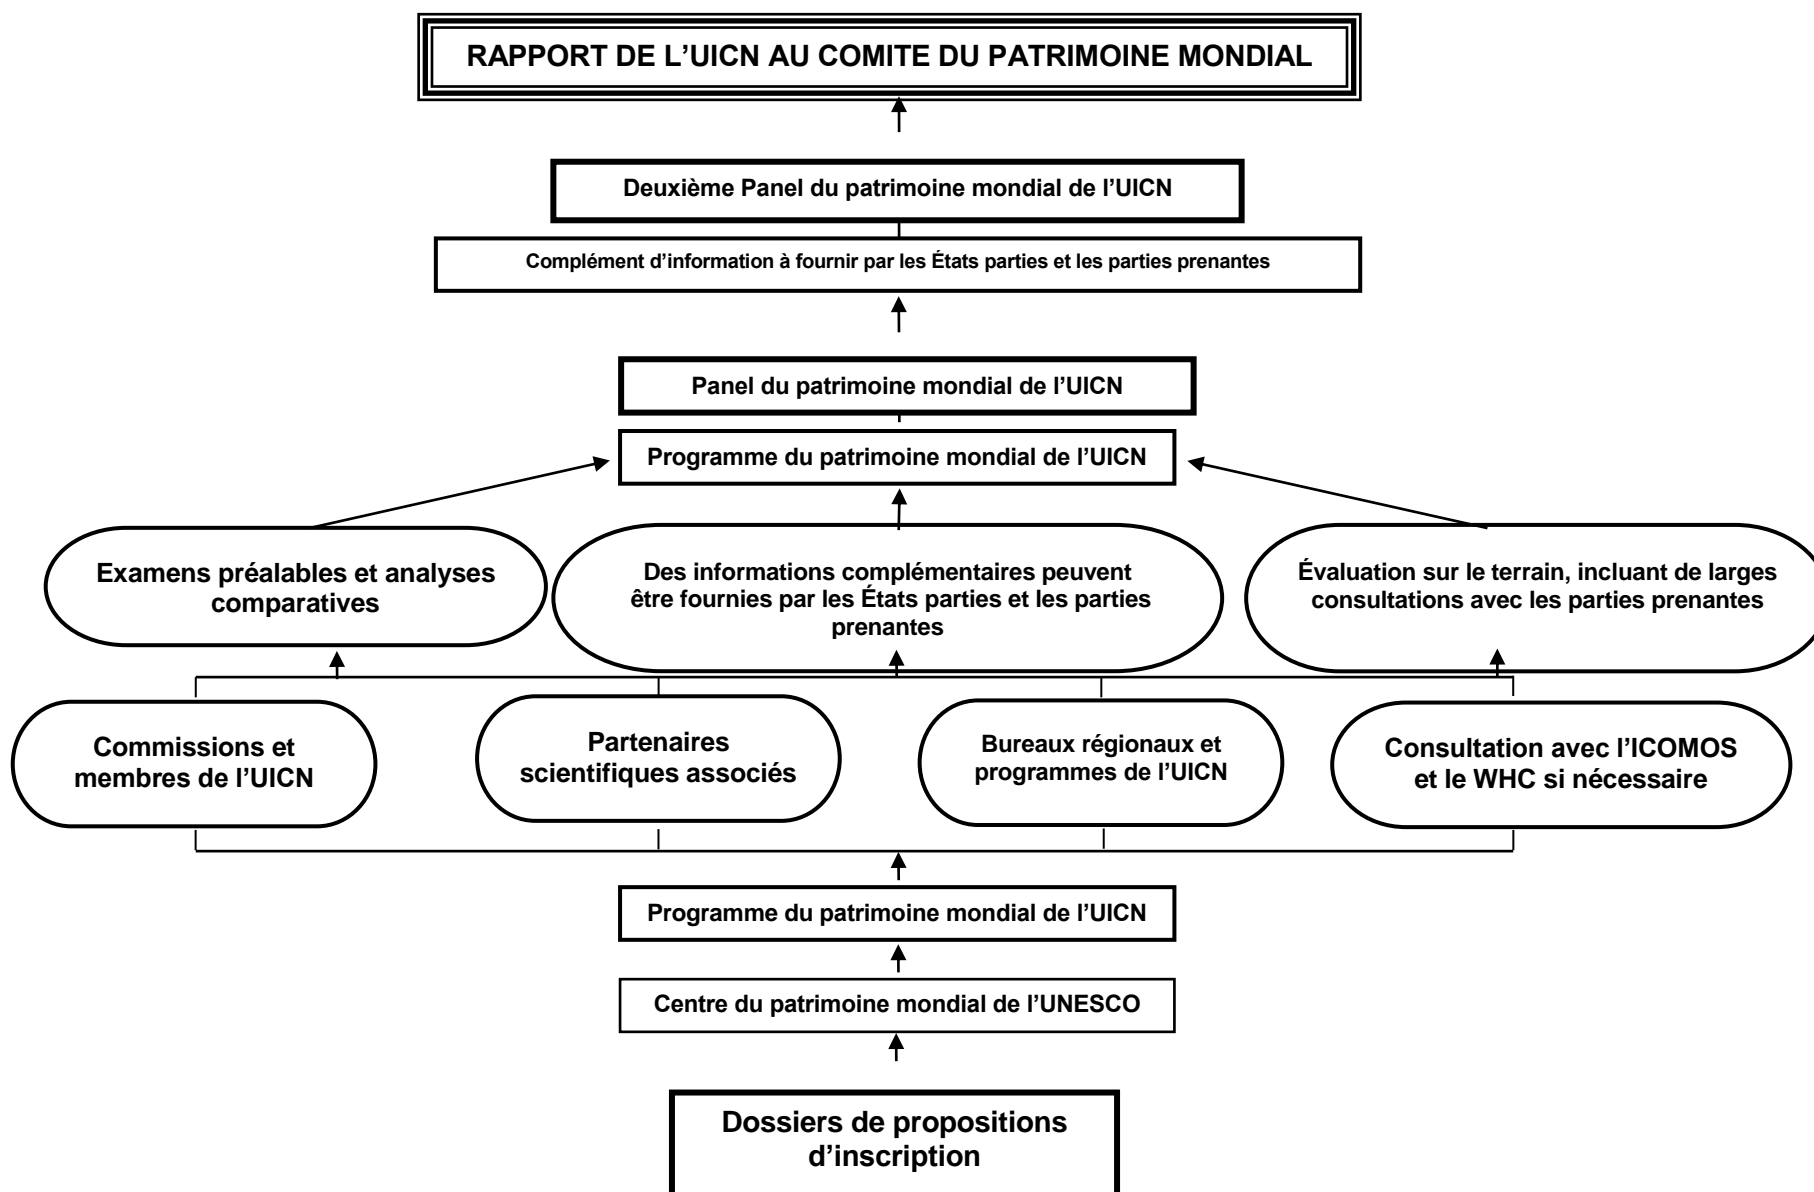 RAPPORT DE L’UICN AU COMITE DU PATRIMOINE MONDIAL
Deuxième Panel du patrimoine mondial de l’UICN
Complément d’information à fournir par les États parties et les parties prenantes
Panel du patrimoine mondial de l’UICN
Programme du patrimoine mondial de l’UICN
Examens préalables et analyses
comparatives
Des informations complémentaires peuvent
être fournies par les États parties et les parties
prenantes
Évaluation sur le terrain, incluant de larges
consultations avec les parties prenantes
Commissions et
membres de l’UICN
Partenaires
scientifiques associés
Bureaux régionaux et
programmes de l’UICN
Consultation avec l’ICOMOS
et le WHC si nécessaire
Programme du patrimoine mondial de l’UICN
Centre du patrimoine mondial de l’UNESCO
Dossiers de propositions
d’inscription